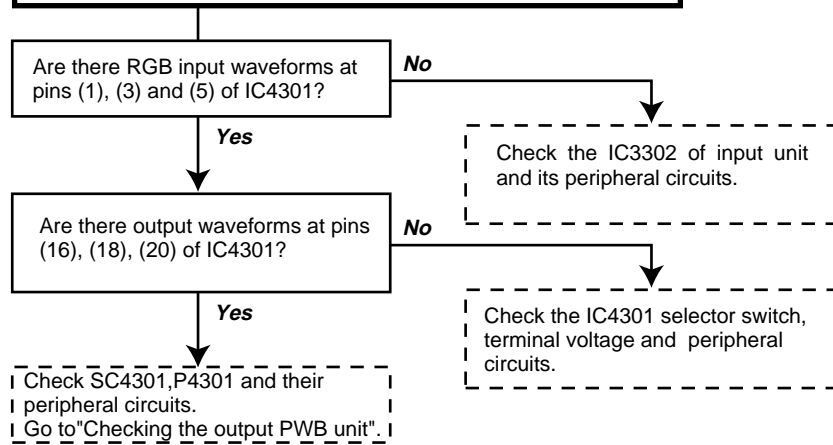 Are there RGB input waveforms at
pins (1), (3) and (5) of IC4301?
No
Yes
Check the IC3302 of input unit
and its peripheral circuits.
Are there output waveforms at pins
(16), (18), (20) of IC4301?
No
Yes
Check the IC4301 selector switch,
terminal voltage and peripheral
circuits.
Check SC4301,P4301 and their
peripheral circuits.
Go to"Checking the output PWB unit".